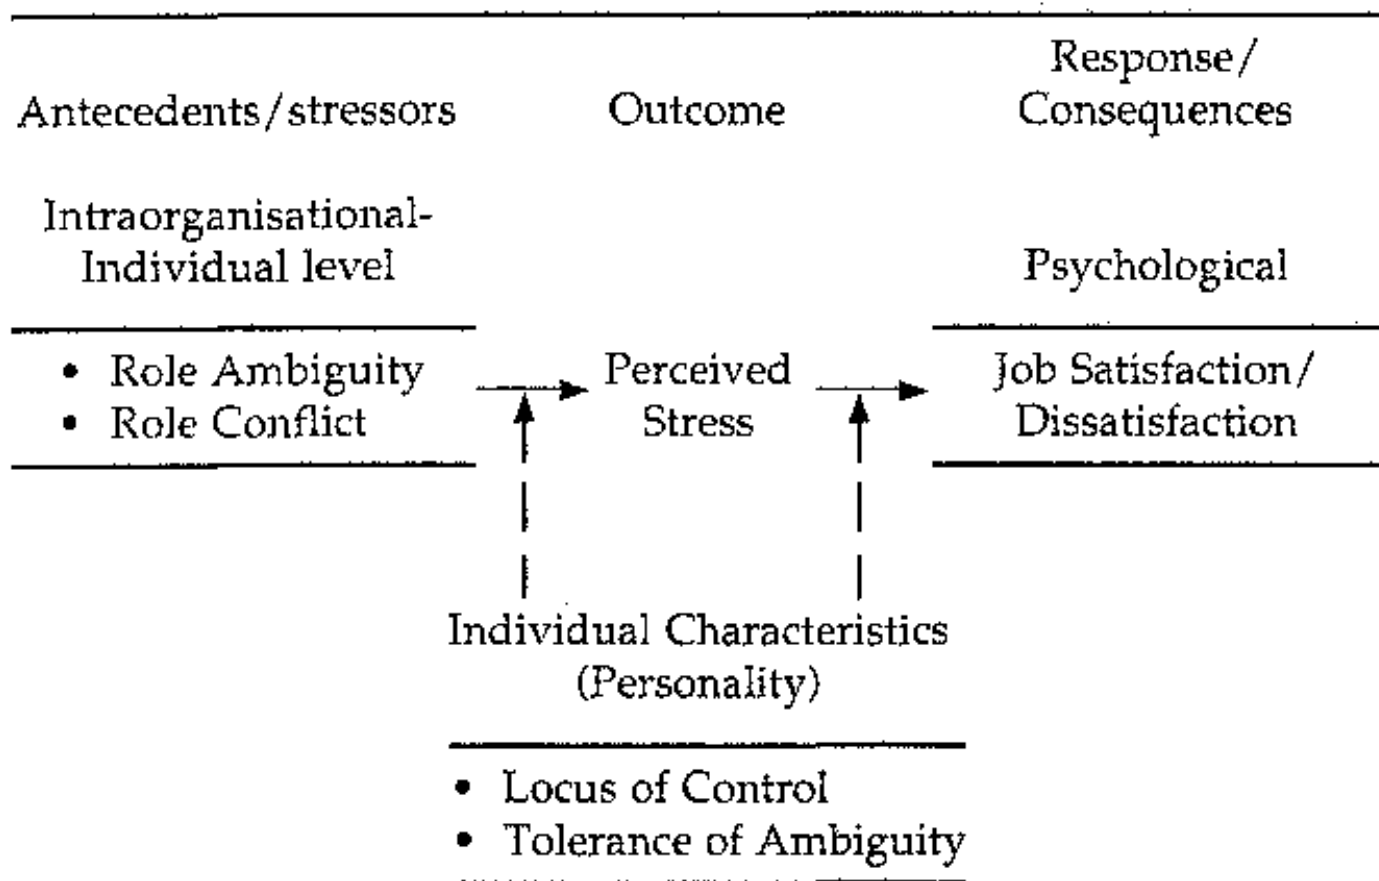 Antecedents/stressors
Outcome
Response/
Consequences
Intraorganisational-
Individual level
Psychological
• Role Ambiguity
• Role Conflict
Perceived
Stress
Job Satisfaction/
Dissatisfaction
Individual Characteristics
(Personality)
• Locus of Control
• Tolerance of Ambiguity